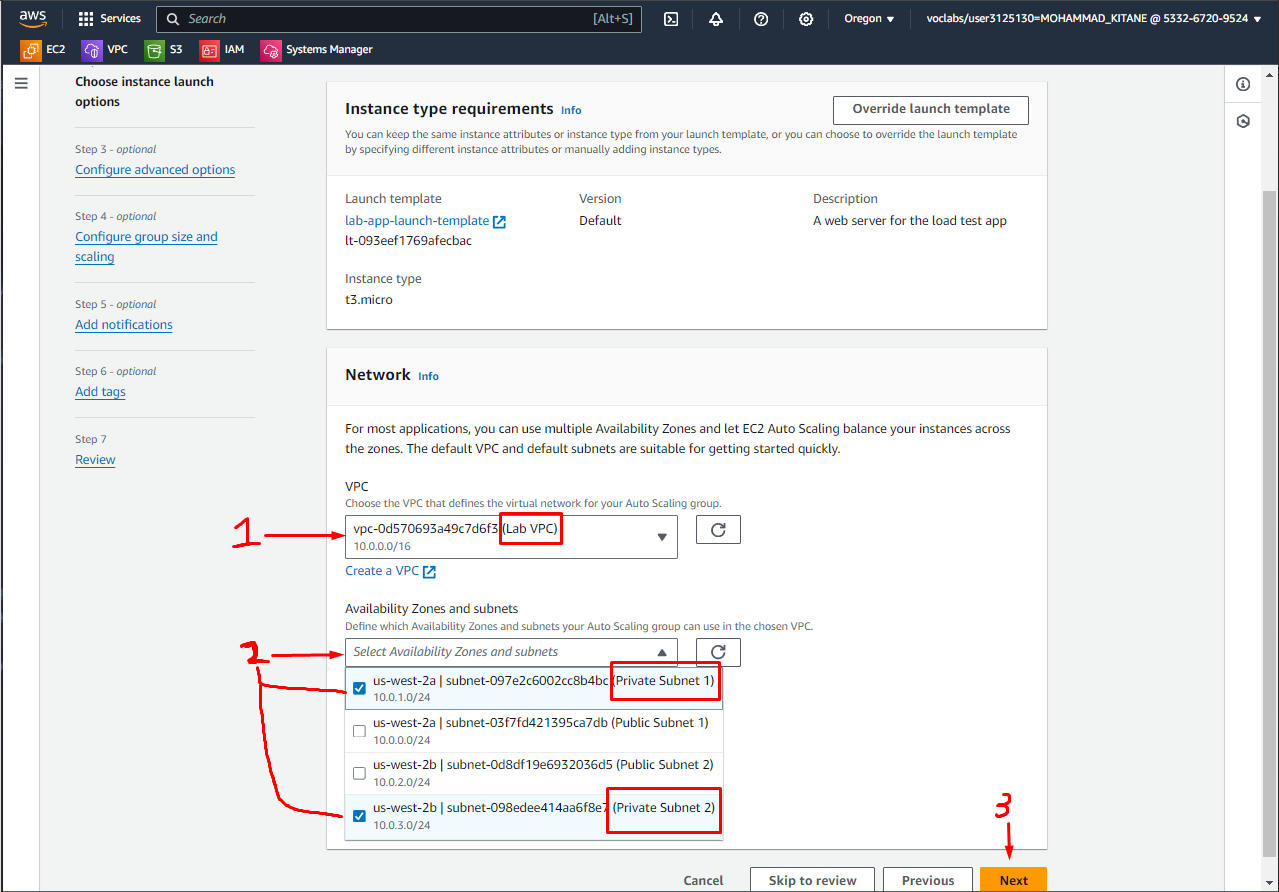 aws
Services
Search
[Alt+S]
Oregon
voclabs/user3125130=MOHAMMAD_KITANE @ 5332-6720-9524
EC2
VPC
S3
IAM
Systems Manager
Choose instance launch
options
Step 3 - optional
Configure advanced options
Step 4 - optional
Configure group size and
scaling
Step 5 - optional
Add notifications
Step 6 - optional
Add tags
Step 7
Review
Instance type requirements Info
Override launch template
You can keep the same instance attributes or instance type from your launch template, or you can choose to override the launch template
by specifying different instance attributes or manually adding instance types.
Launch template
lab-app-launch-template
lt-093eef1769afecbac
Version
Default
Description
A web server for the load test app
Instance type
t3.micro
Network Info
For most applications, you can use multiple Availability Zones and let EC2 Auto Scaling balance your instances across
the zones. The default VPC and default subnets are suitable for getting started quickly.
VPC
Choose the VPC that defines the virtual network for your Auto Scaling group.
1
vpc-0d570693a49c7d6f3 (Lab VPC)
10.0.0.0/16
Create a VPC
Availability Zones and subnets
Define which Availability Zones and subnets your Auto Scaling group can use in the chosen VPC.
2
Select Availability Zones and subnets
us-west-2a | subnet-097e2c6002cc8b4bc (Private Subnet 1)
10.0.1.0/24
us-west-2a | subnet-03f7fd421395ca7db (Public Subnet 1)
10.0.0.0/24
us-west-2b | subnet-0d8df19e6932036d5 (Public Subnet 2)
10.0.2.0/24
us-west-2b | subnet-098edee414aa6f8e7 (Private Subnet 2)
10.0.3.0/24
3
Cancel
Skip to review
Previous
Next